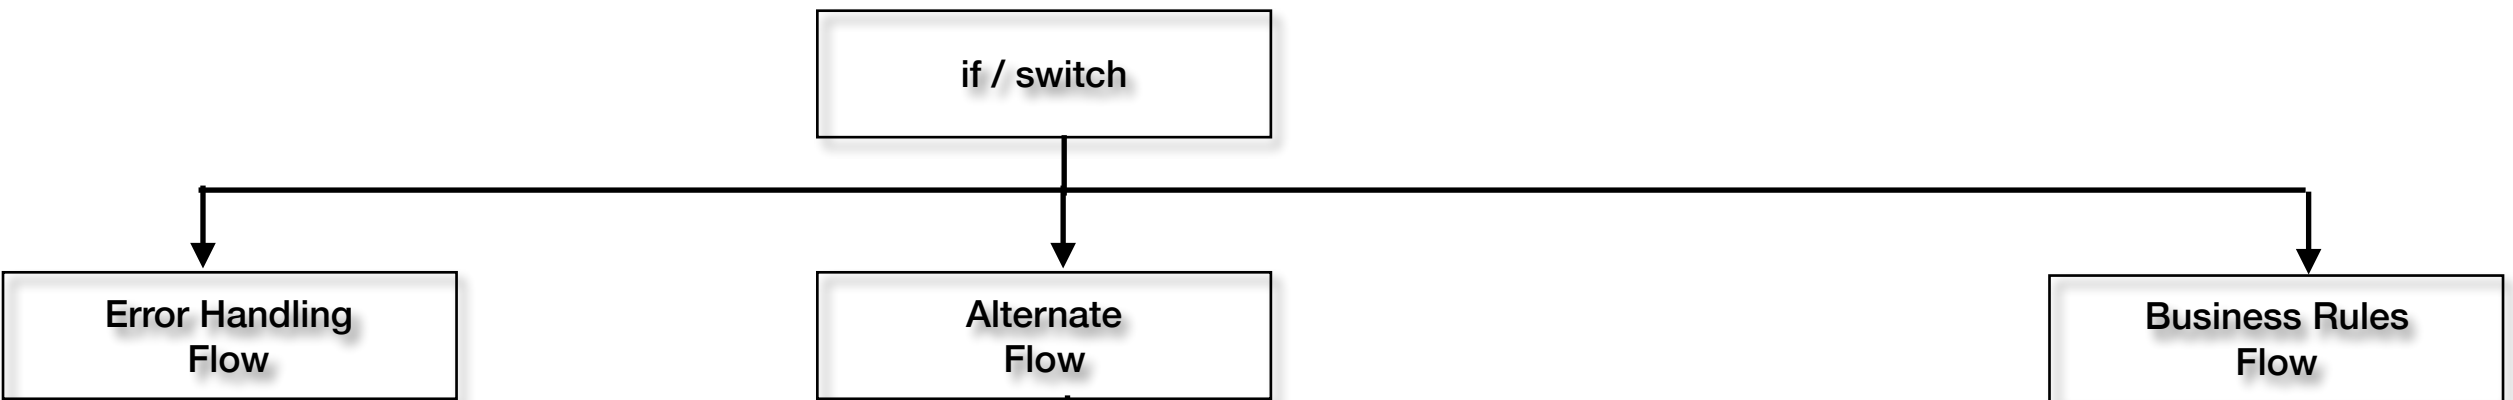 if / switch
Error Handling
Flow
Alternate
Flow
Business Rules
Flow